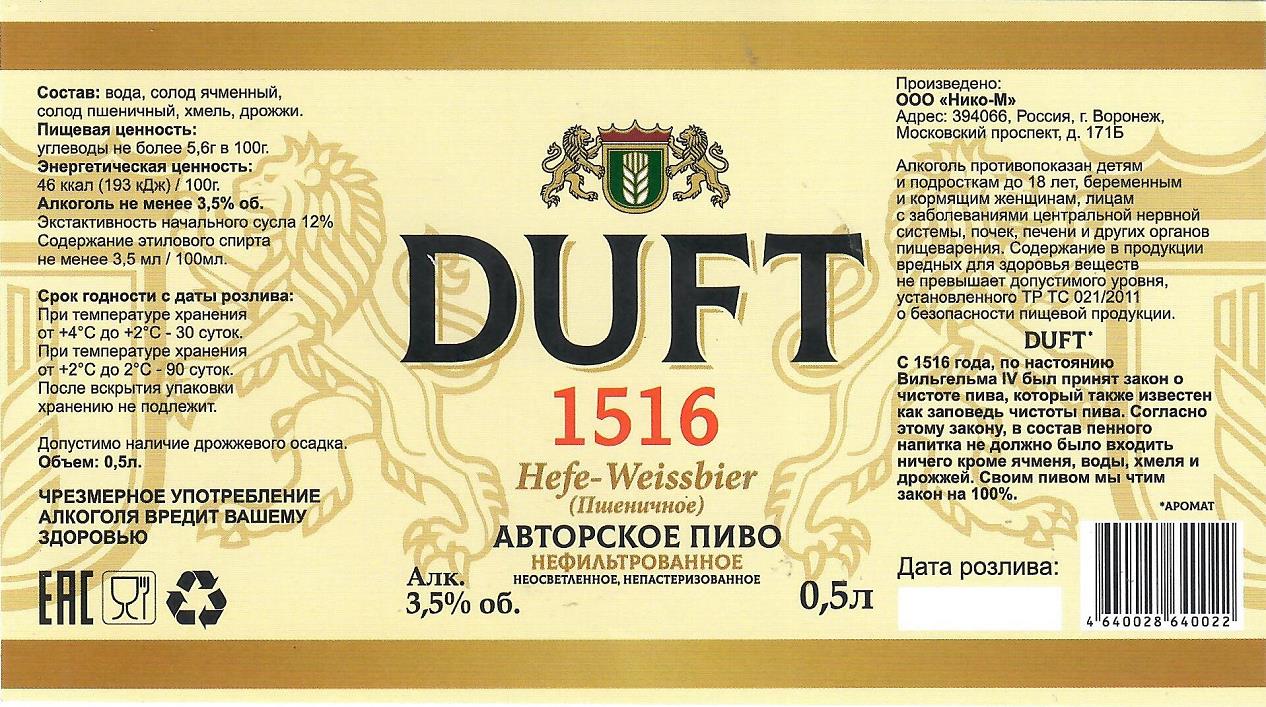 Состав: вода, солод ячменный,
солод пшеничный, хмель, дрожжи.
Пищевая ценность:
углеводы не более 5,6г в 100г.
Энергетическая ценность:
46 ккал (193 кДж) / 100г.
Алкоголь не менее 3,5% об.
Экстактивность начального сусла 12%
Содержание этилового спирта
не менее 3,5 мл / 100мл.
Срок годности с даты розлива:
При температуре хранения
от +4°С до +2°С - 30 суток.
При температуре хранения
от +2°С до 2°С - 90 суток.
После вскрытия упаковки
хранению не подлежит.
Допустимо наличие дрожжевого осадка.
Объем: 0,5л.
ЧРЕЗМЕРНОЕ УПОТРЕБЛЕНИЕ
АЛКОГОЛЯ ВРЕДИТ ВАШЕМУ
ЗДОРОВЬЮ
EAC
DUFT
1516
Hefe-Weissbier
(Пшеничное)
АВТОРСКОЕ ПИВО
НЕФИЛЬТРОВАННОЕ
НЕОСВЕТЛЕННОЕ, НЕПАСТЕРИЗОВАННОЕ
Алк.
3,5% об.
0,5л
Произведено:
ООО «Нико-М»
Адрес: 394066, Россия, г. Воронеж,
Московский проспект, д. 171Б
Алкоголь противопоказан детям
и подросткам до 18 лет, беременным
и кормящим женщинам, лицам
с заболеваниями центральной нервной
системы, почек, печени и других органов
пищеварения. Содержание в продукции
вредных для здоровья веществ
не превышает допустимого уровня,
установленного ТР ТС 021/2011
о безопасности пищевой продукции.
DUFT*
С 1516 года, по настоянию
Вильгельма IV был принят закон о
чистоте пива, который также известен
как заповедь чистоты пива. Согласно
этому закону, в состав пенного
напитка не должно было входить
ничего кроме ячменя, воды, хмеля и
дрожжей. Своим пивом мы чтим
закон на 100%.
*АРОМАТ
Дата розлива:
4 640028 640022